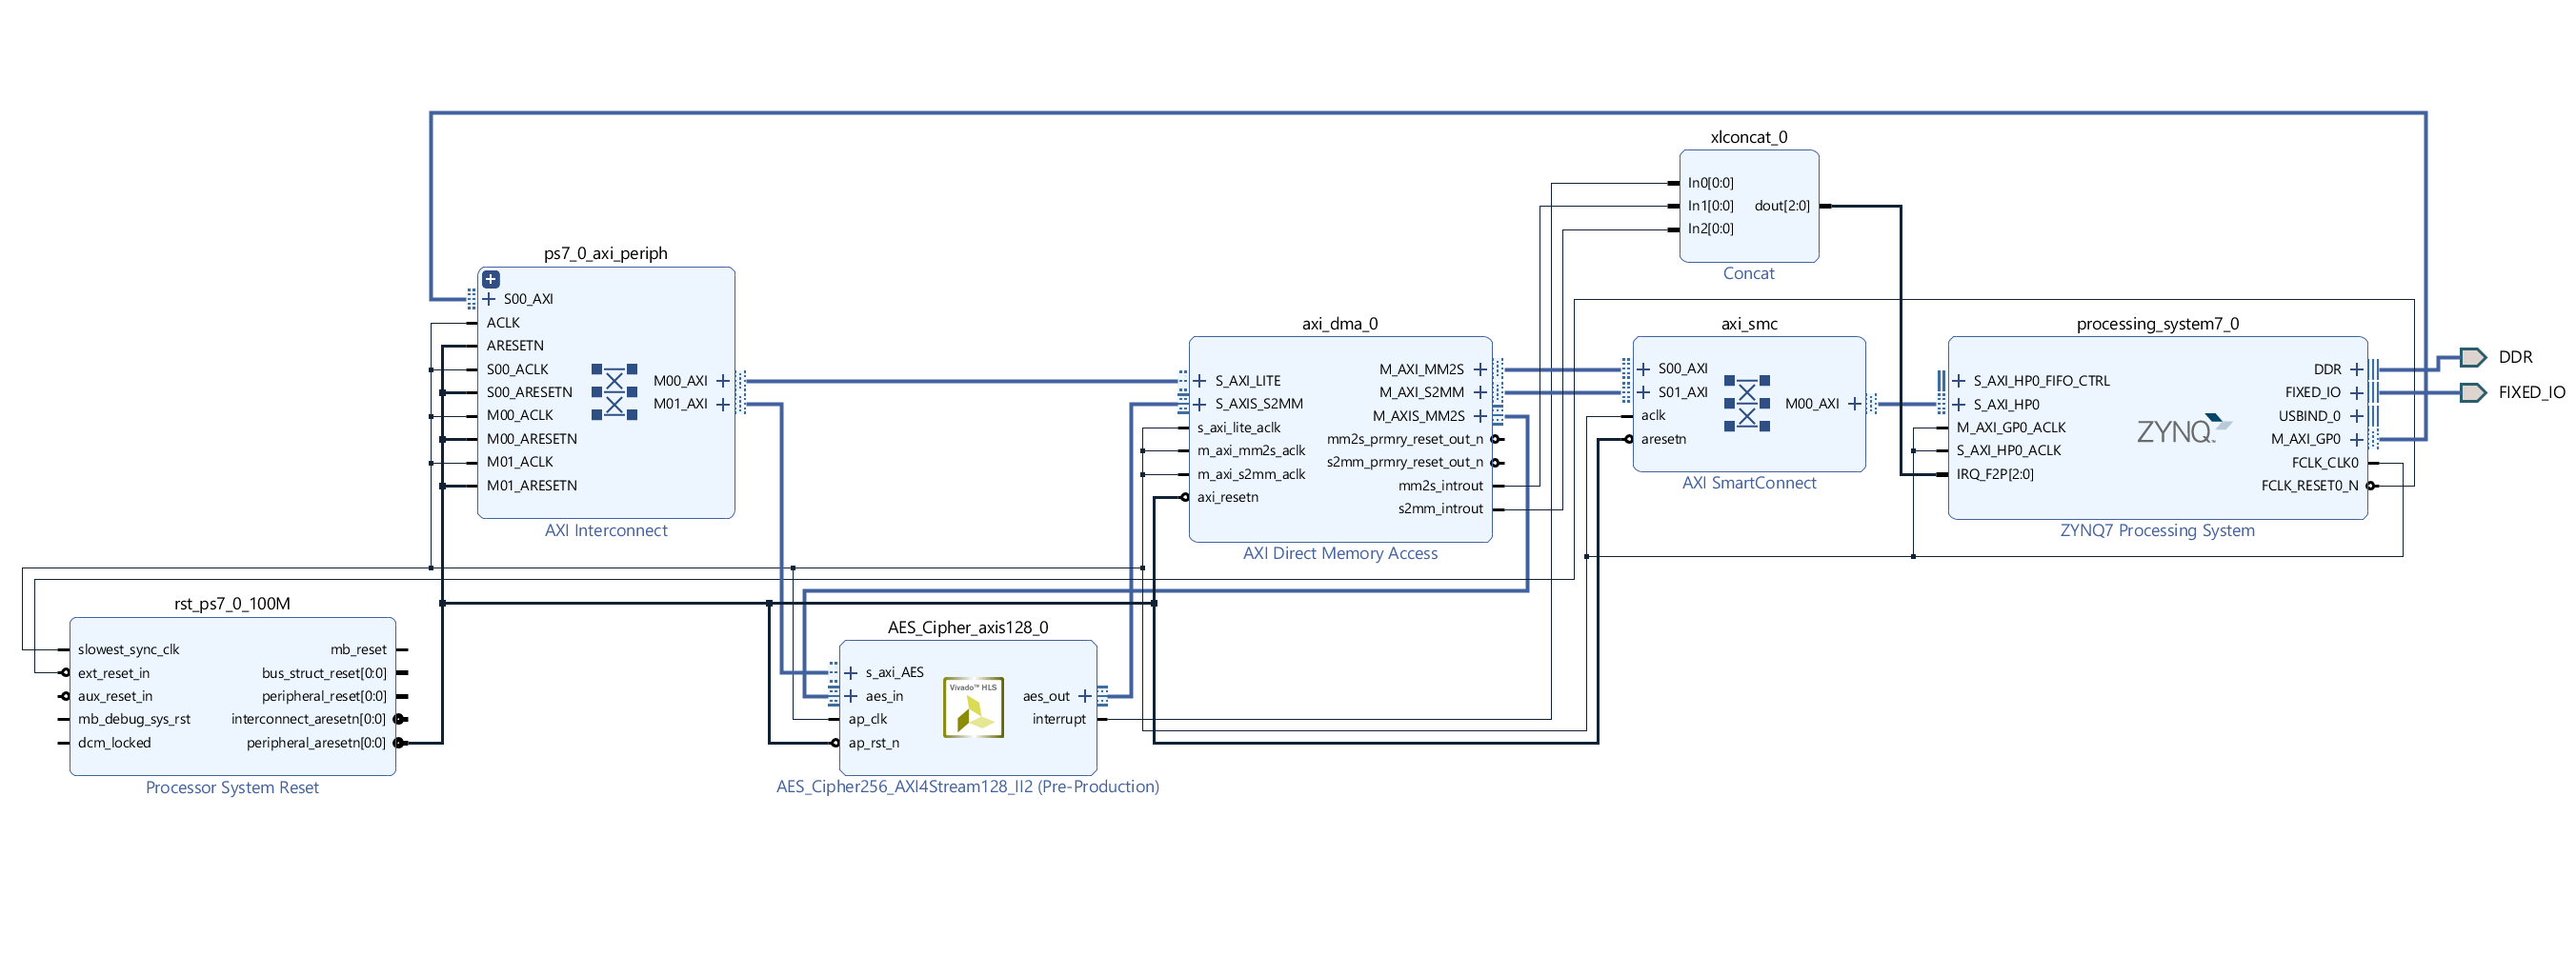 xlconcat_0
In0[0:0]
In1[0:0]
In2[0:0]
dout[2:0]
Concat
ps7_0_axi_periph
S00_AXI
ACLK
ARESETN
S00_ACLK
S00_ARESETN
M00_ACLK
M00_ARESETN
M01_ACLK
M01_ARESETN
M00_AXI
M01_AXI
AXI Interconnect
axi_dma_0
S_AXI_LITE
S_AXIS_S2MM
s_axi_lite_aclk
m_axi_mm2s_aclk
m_axi_s2mm_aclk
axi_resetn
M_AXI_MM2S
M_AXI_S2MM
M_AXIS_MM2S
mm2s_prmry_reset_out_n
s2mm_prmry_reset_out_n
mm2s_introut
s2mm_introut
AXI Direct Memory Access
axi_smc
S00_AXI
S01_AXI
aclk
aresetn
M00_AXI
AXI SmartConnect
processing_system7_0
S_AXI_HP0_FIFO_CTRL
S_AXI_HP0
M_AXI_GP0_ACLK
S_AXI_HP0_ACLK
IRQ_F2P[2:0]
ZYNQ
DDR
FIXED_IO
USBIND_0
M_AXI_GP0
FCLK_CLK0
FCLK_RESET0_N
ZYNQ7 Processing System
DDR
FIXED_IO
rst_ps7_0_100M
slowest_sync_clk
ext_reset_in
aux_reset_in
mb_debug_sys_rst
dcm_locked
mb_reset
bus_struct_reset[0:0]
peripheral_reset[0:0]
interconnect_aresetn[0:0]
peripheral_aresetn[0:0]
Processor System Reset
AES_Cipher_axis128_0
s_axi_AES
aes_in
ap_clk
ap_rst_n
Vivado™ HLS
aes_out
interrupt
AES_Cipher256_AXI4Stream128_II2 (Pre-Production)